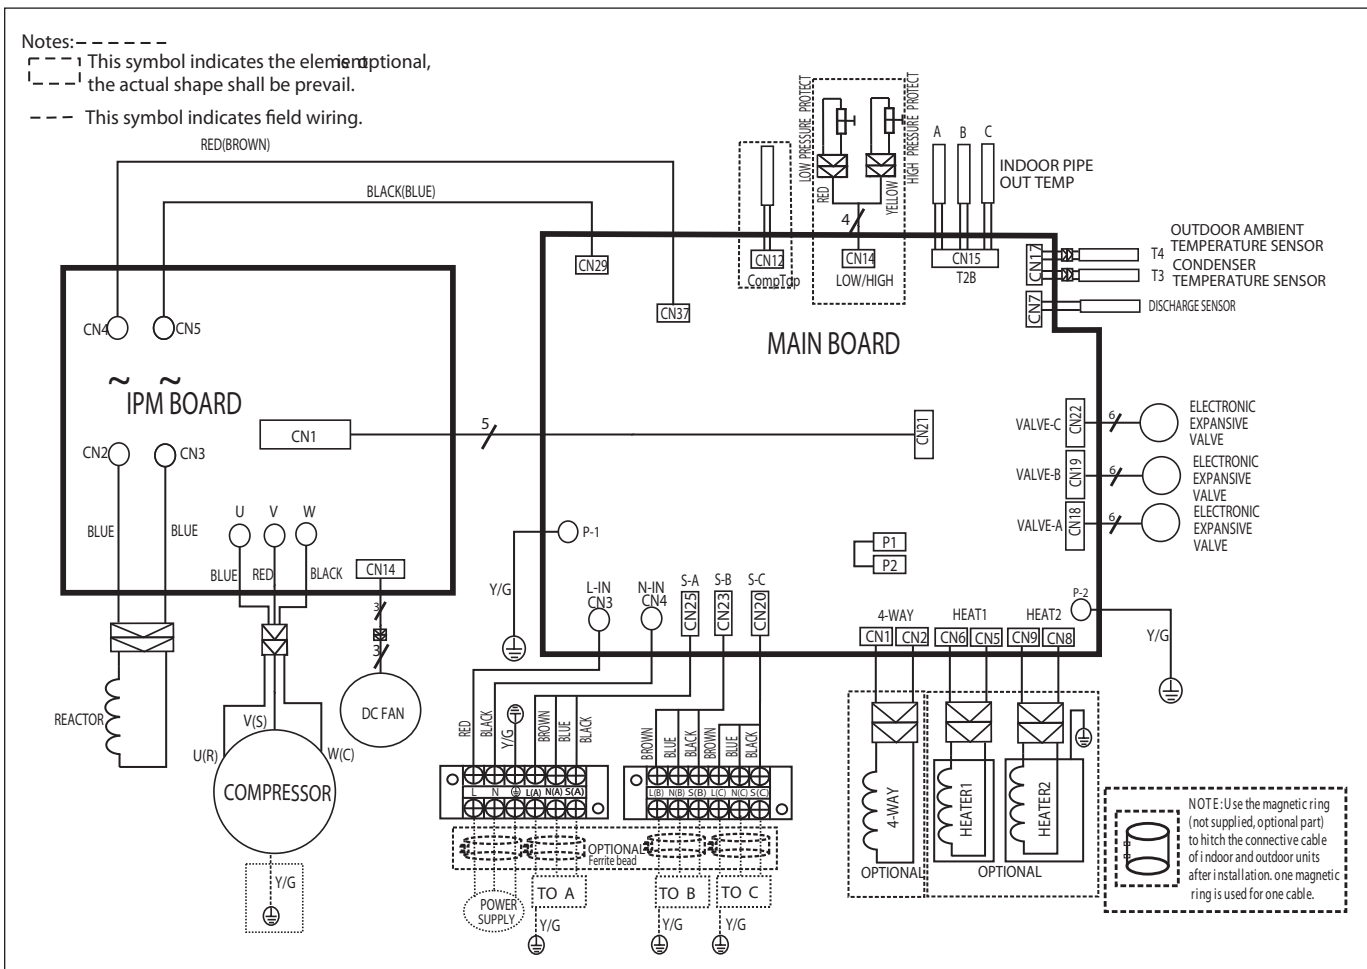 Notes:
This symbol indicates the element is optional,
the actual shape shall be prevail.
This symbol indicates field wiring.
RED(BROWN)
BLACK(BLUE)
CN29
CN37
CN4
CN5
~
~
IPM BOARD
CN2
CN3
CN1
5
CN21
BLUE
BLUE
U
V
W
BLUE
RED
BLACK
CN14
3
3
DC FAN
REACTOR
V(S)
U(R)
W(C)
COMPRESSOR
Y/G
LOW PRESSURE PROTECT
HIGH PRESSURE PROTECT
RED
YELLOW
4
CN12
CompTop
CN14
LOW/HIGH
A
B
C
INDOOR PIPE
OUT TEMP
CN15
T2B
CN17
T4
OUTDOOR AMBIENT
TEMPERATURE SENSOR
T3
CONDENSER
TEMPERATURE SENSOR
CN7
DISCHARGE SENSOR
MAIN BOARD
VALVE-C
CN22
6
ELECTRONIC
EXPANSIVE
VALVE
VALVE-B
CN19
6
ELECTRONIC
EXPANSIVE
VALVE
VALVE-A
CN18
6
ELECTRONIC
EXPANSIVE
VALVE
P-1
Y/G
P1
P2
P-2
Y/G
L-IN
CN3
N-IN
CN4
S-A
CN25
S-B
CN23
S-C
CN20
4-WAY
CN1
CN2
HEAT1
CN6
CN5
HEAT2
CN9
CN8
RED
BLACK
Y/G
BROWN
BLUE
BLACK
BROWN
BLUE
BLACK
BROWN
BLUE
BLACK
L
N
L(A)
N(A)
S(A)
L(B)
N(B)
S(B)
L(C)
N(C)
S(C)
OPTIONAL
Ferrite bead
POWER
SUPPLY
TO A
TO B
TO C
Y/G
Y/G
Y/G
4-WAY
OPTIONAL
HEATER1
HEATER2
OPTIONAL
NOTE:Use the magnetic ring
(not supplied, optional part)
to hitch the connective cable
of indoor and outdoor units
after installation. one magnetic
ring is used for one cable.